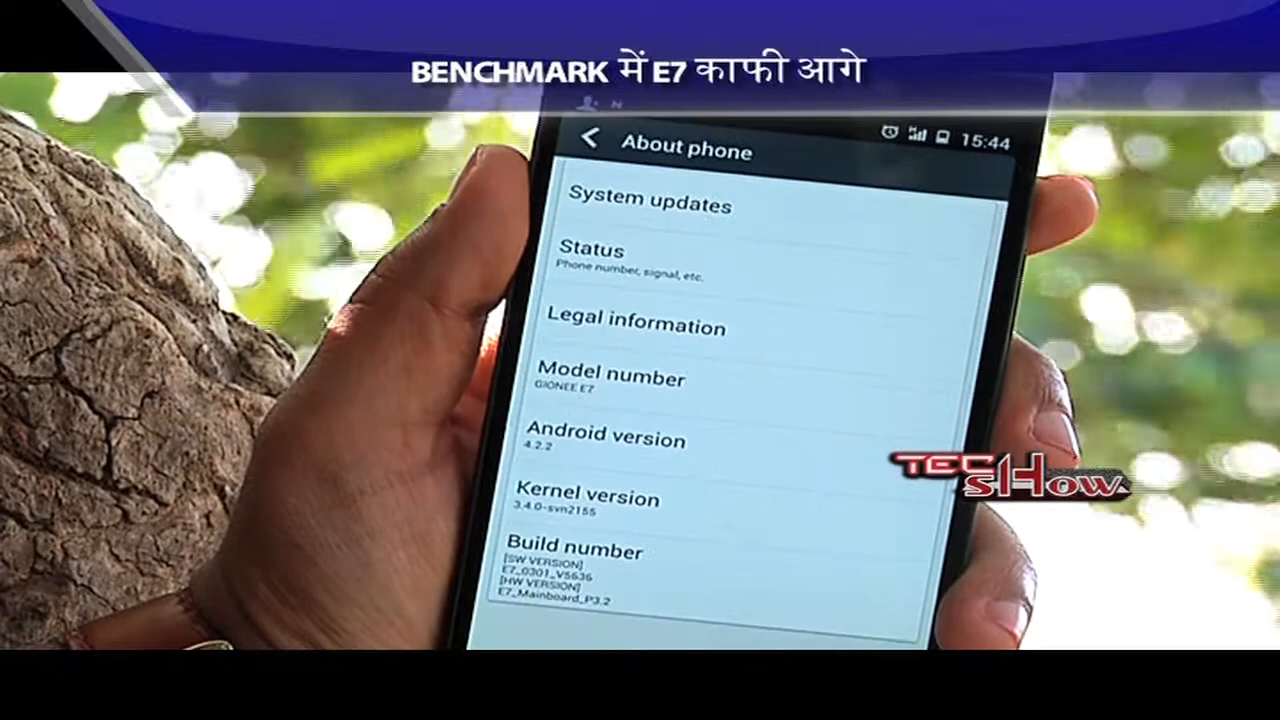 BENCHMARK में E7 काफी आगे
N
15:44
About phone
System updates
Status
Phone number, signal, etc.
Legal information
Model number
GIONEE E7
Android version
4.2.2
TECH
SHOW
Kernel version
3.4.0-svn2155
Build number
[SW VERSION]
E7_0301_V5636
[HW VERSION]
E7_Mainboard_P3.2